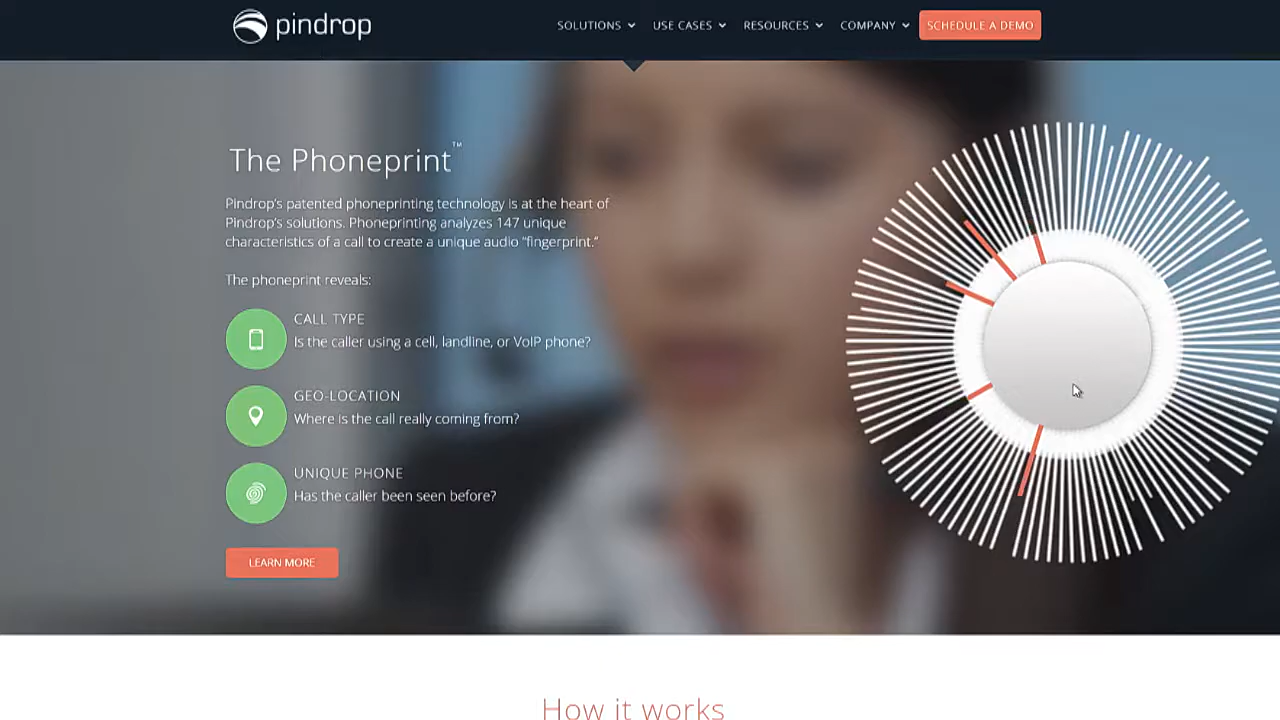 pindrop
SOLUTIONS
USE CASES
RESOURCES
COMPANY
SCHEDULE A DEMO
The Phoneprint™
Pindrop's patented phoneprinting technology is at the heart of
Pindrop's solutions. Phoneprinting analyzes 147 unique
characteristics of a call to create a unique audio "fingerprint."
The phoneprint reveals:
CALL TYPE
Is the caller using a cell, landline, or VoIP phone?
GEO-LOCATION
Where is the call really coming from?
UNIQUE PHONE
Has the caller been seen before?
LEARN MORE
How it works